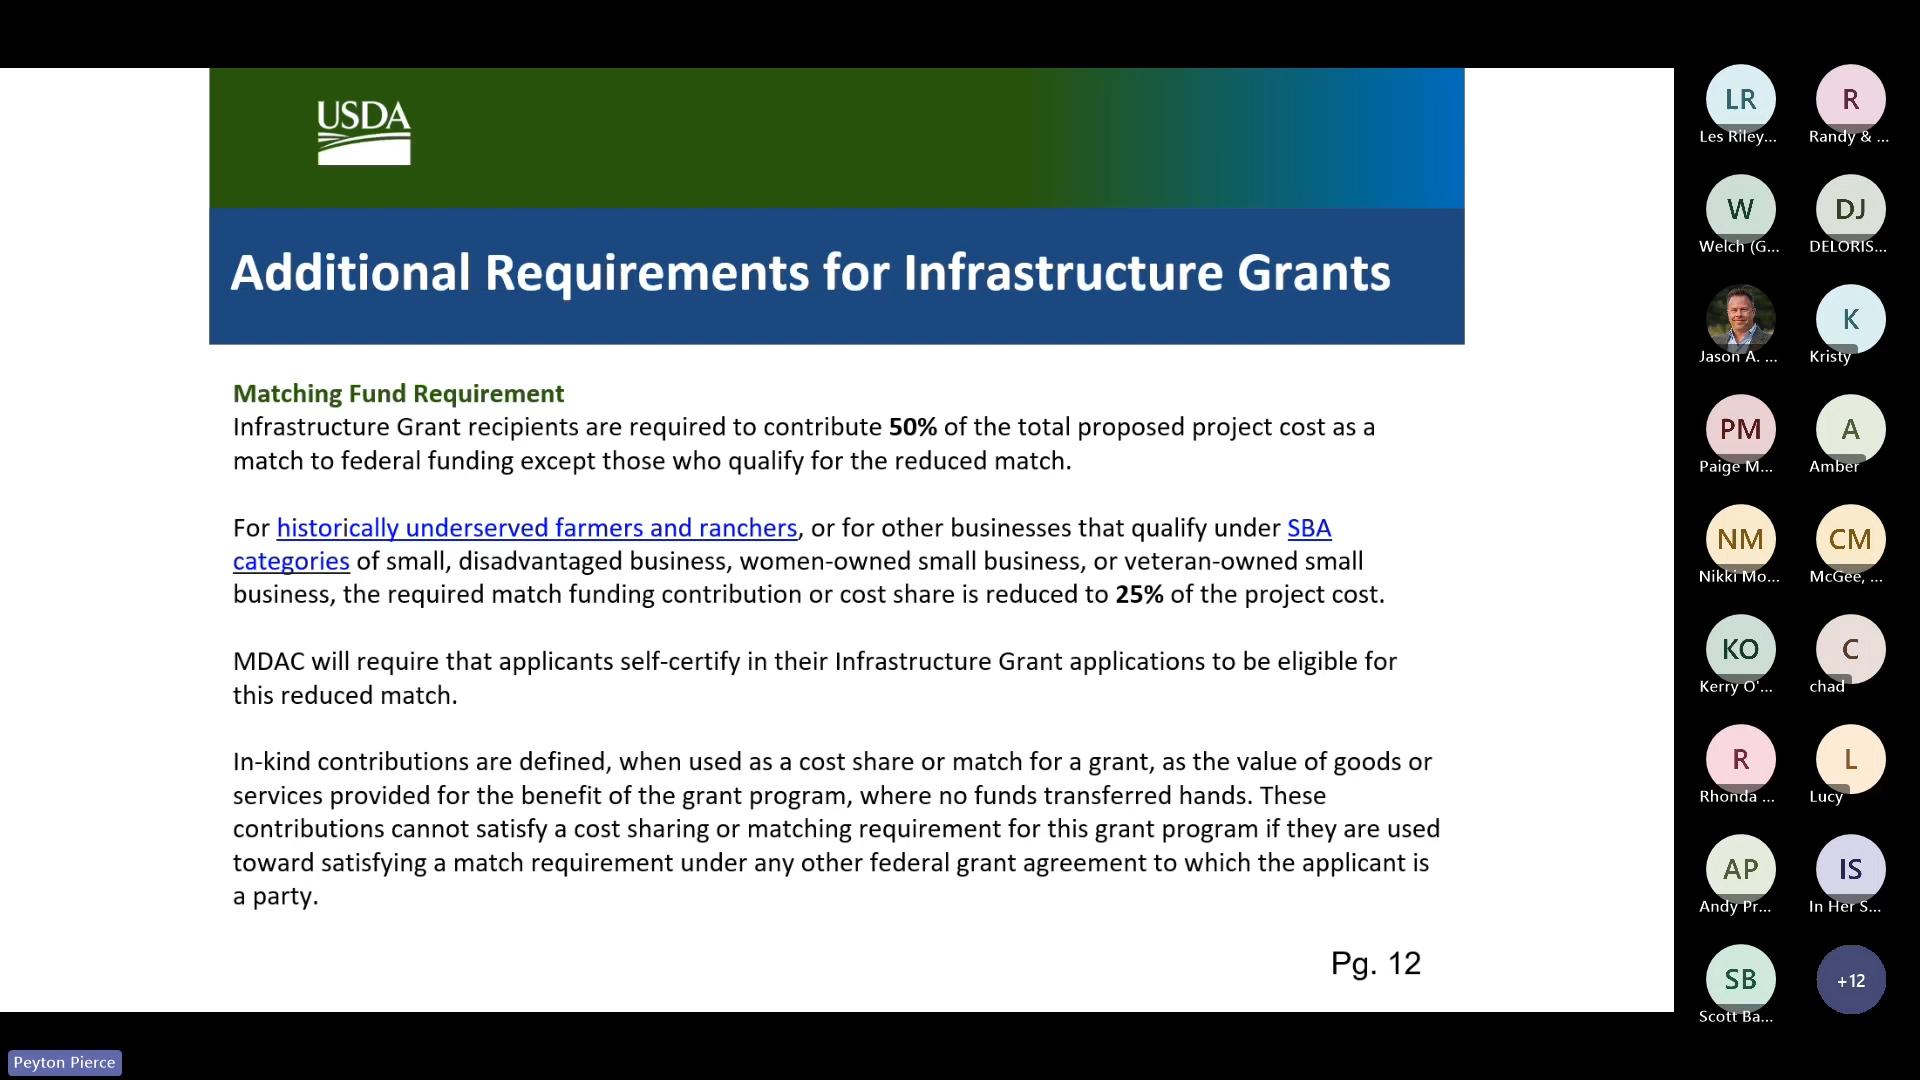 USDA
Additional Requirements for Infrastructure Grants
Matching Fund Requirement
Infrastructure Grant recipients are required to contribute 50% of the total proposed project cost as a
match to federal funding except those who qualify for the reduced match.
For historically underserved farmers and ranchers, or for other businesses that qualify under SBA
categories of small, disadvantaged business, women-owned small business, or veteran-owned small
business, the required match funding contribution or cost share is reduced to 25% of the project cost.
MDAC will require that applicants self-certify in their Infrastructure Grant applications to be eligible for
this reduced match.
In-kind contributions are defined, when used as a cost share or match for a grant, as the value of goods or
services provided for the benefit of the grant program, where no funds transferred hands. These
contributions cannot satisfy a cost sharing or matching requirement for this grant program if they are used
toward satisfying a match requirement under any other federal grant agreement to which the applicant is
a party.
Pg. 12
Peyton Pierce
LR
Les Riley...
R
Randy & ...
W
Welch (G...
DJ
DELORIS...
Jason A. ...
K
Kristy
PM
Paige M...
A
Amber
NM
Nikki Mo...
CM
McGee, ...
KO
Kerry O'...
C
chad
R
Rhonda ...
L
Lucy
AP
Andy Pr...
IS
In Her S...
SB
Scott Ba...
+12